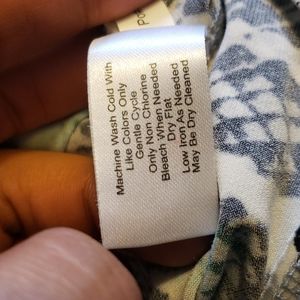 Machine Wash Cold With
Like Colors Only
Gentle Cycle
Only Non Chlorine
Bleach When Needed
Dry Flat
Low Iron As Needed
May Be Dry Cleaned